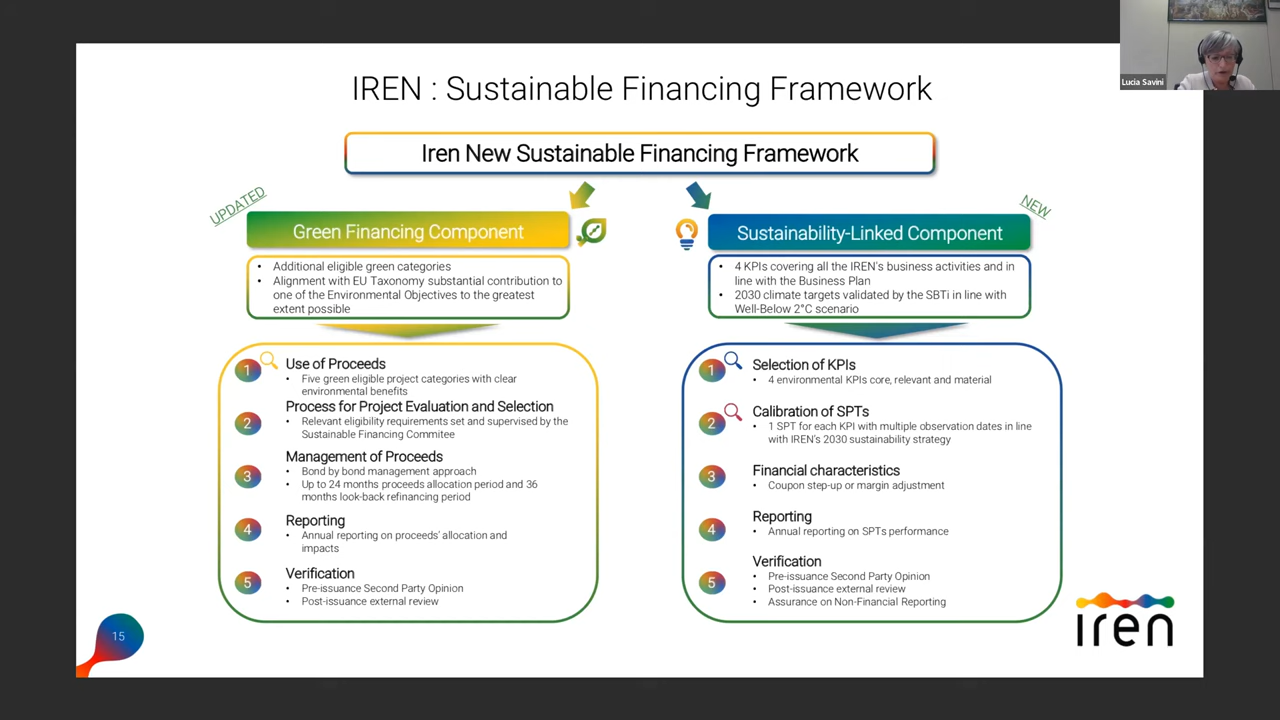 Lucia Savini
IREN : Sustainable Financing Framework
Iren New Sustainable Financing Framework
UPDATED
Green Financing Component
• Additional eligible green categories
• Alignment with EU Taxonomy substantial contribution to
one of the Environmental Objectives to the greatest
extent possible
1
Use of Proceeds
• Five green eligible project categories with clear
environmental benefits
2
Process for Project Evaluation and Selection
• Relevant eligibility requirements set and supervised by the
Sustainable Financing Commitee
3
Management of Proceeds
• Bond by bond management approach
• Up to 24 months proceeds allocation period and 36
months look-back refinancing period
4
Reporting
• Annual reporting on proceeds' allocation and
impacts
5
Verification
• Pre-issuance Second Party Opinion
• Post-issuance external review
NEW
Sustainability-Linked Component
• 4 KPIs covering all the IREN's business activities and in
line with the Business Plan
• 2030 climate targets validated by the SBTi in line with
Well-Below 2°C scenario
1
Selection of KPIs
• 4 environmental KPIs core, relevant and material
2
Calibration of SPTs
• 1 SPT for each KPI with multiple observation dates in line
with IREN's 2030 sustainability strategy
3
Financial characteristics
• Coupon step-up or margin adjustment
4
Reporting
• Annual reporting on SPTs performance
5
Verification
• Pre-issuance Second Party Opinion
• Post-issuance external review
• Assurance on Non-Financial Reporting
15
iren